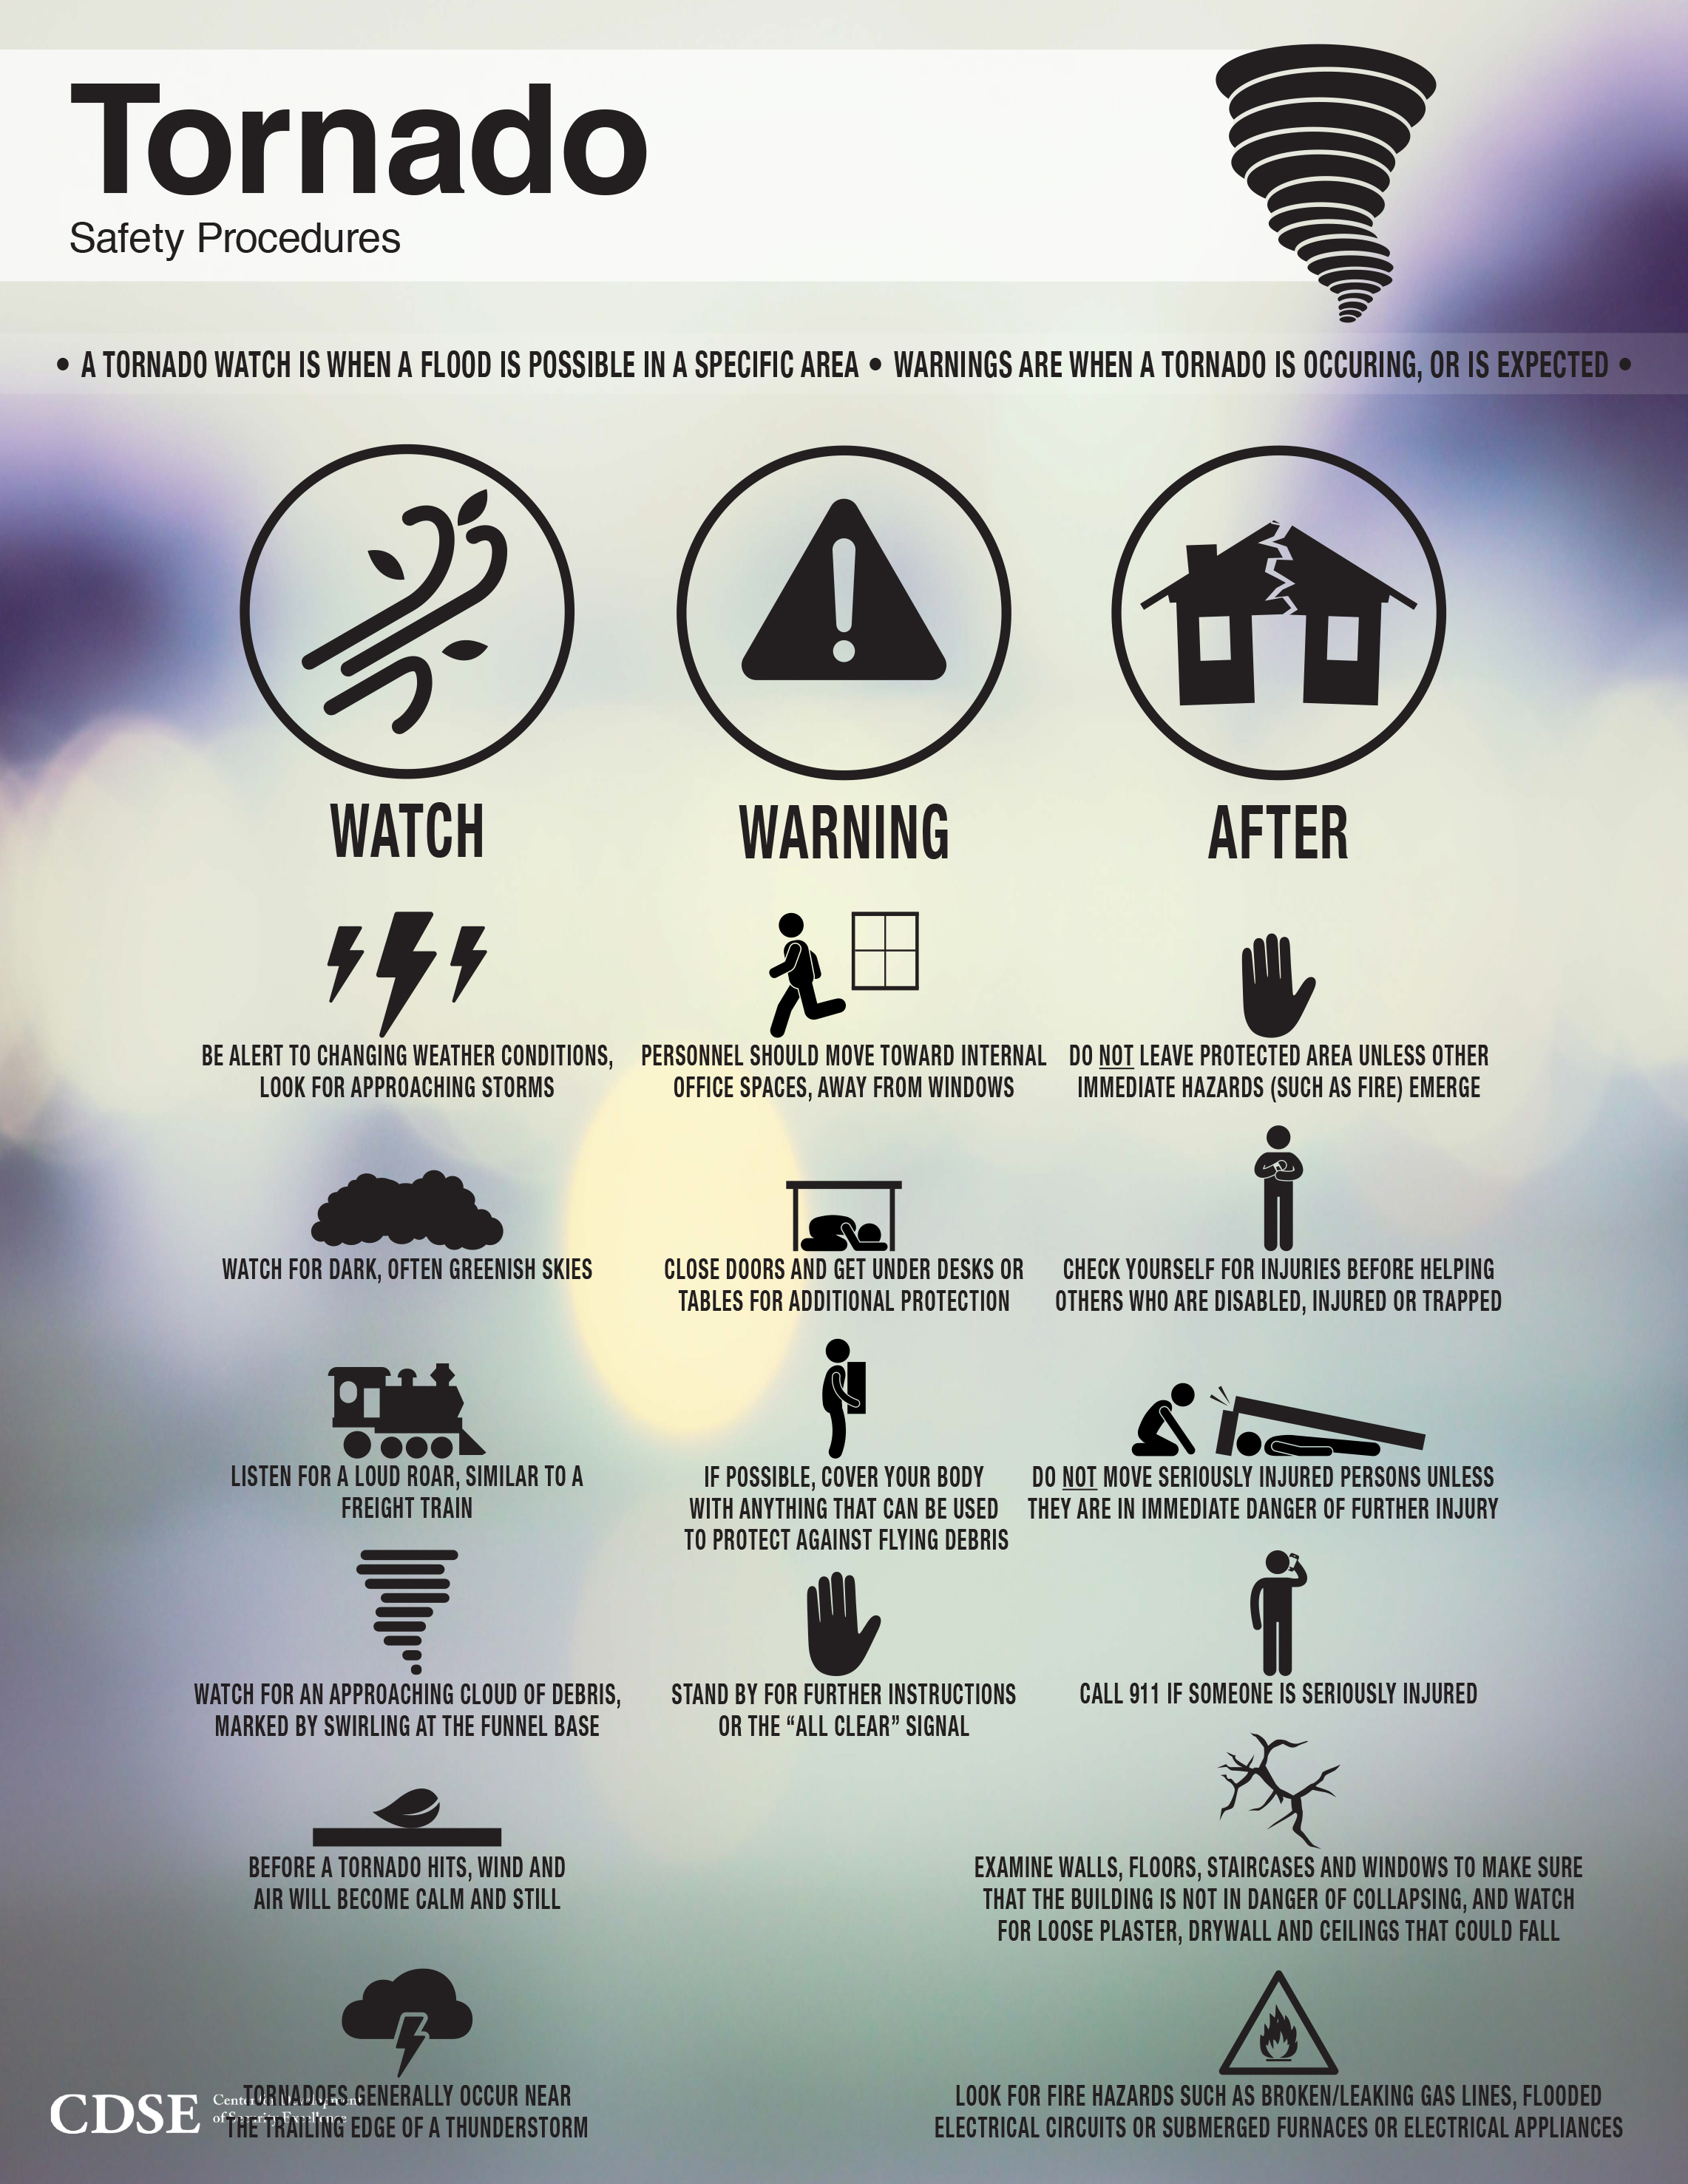 Tornado
Safety Procedures
• A TORNADO WATCH IS WHEN A FLOOD IS POSSIBLE IN A SPECIFIC AREA • WARNINGS ARE WHEN A TORNADO IS OCCURING, OR IS EXPECTED •
WATCH
BE ALERT TO CHANGING WEATHER CONDITIONS,
LOOK FOR APPROACHING STORMS
WATCH FOR DARK, OFTEN GREENISH SKIES
LISTEN FOR A LOUD ROAR, SIMILAR TO A
FREIGHT TRAIN
WATCH FOR AN APPROACHING CLOUD OF DEBRIS,
MARKED BY SWIRLING AT THE FUNNEL BASE
BEFORE A TORNADO HITS, WIND AND
AIR WILL BECOME CALM AND STILL
TORNADOES GENERALLY OCCUR NEAR
THE TRAILING EDGE OF A THUNDERSTORM
WARNING
PERSONNEL SHOULD MOVE TOWARD INTERNAL
OFFICE SPACES, AWAY FROM WINDOWS
CLOSE DOORS AND GET UNDER DESKS OR
TABLES FOR ADDITIONAL PROTECTION
IF POSSIBLE, COVER YOUR BODY
WITH ANYTHING THAT CAN BE USED
TO PROTECT AGAINST FLYING DEBRIS
STAND BY FOR FURTHER INSTRUCTIONS
OR THE “ALL CLEAR” SIGNAL
AFTER
DO NOT LEAVE PROTECTED AREA UNLESS OTHER
IMMEDIATE HAZARDS (SUCH AS FIRE) EMERGE
CHECK YOURSELF FOR INJURIES BEFORE HELPING
OTHERS WHO ARE DISABLED, INJURED OR TRAPPED
DO NOT MOVE SERIOUSLY INJURED PERSONS UNLESS
THEY ARE IN IMMEDIATE DANGER OF FURTHER INJURY
CALL 911 IF SOMEONE IS SERIOUSLY INJURED
EXAMINE WALLS, FLOORS, STAIRCASES AND WINDOWS TO MAKE SURE
THAT THE BUILDING IS NOT IN DANGER OF COLLAPSING, AND WATCH
FOR LOOSE PLASTER, DRYWALL AND CEILINGS THAT COULD FALL
LOOK FOR FIRE HAZARDS SUCH AS BROKEN/LEAKING GAS LINES, FLOODED
ELECTRICAL CIRCUITS OR SUBMERGED FURNACES OR ELECTRICAL APPLIANCES
CDSE
Center for Development
of Security Excellence